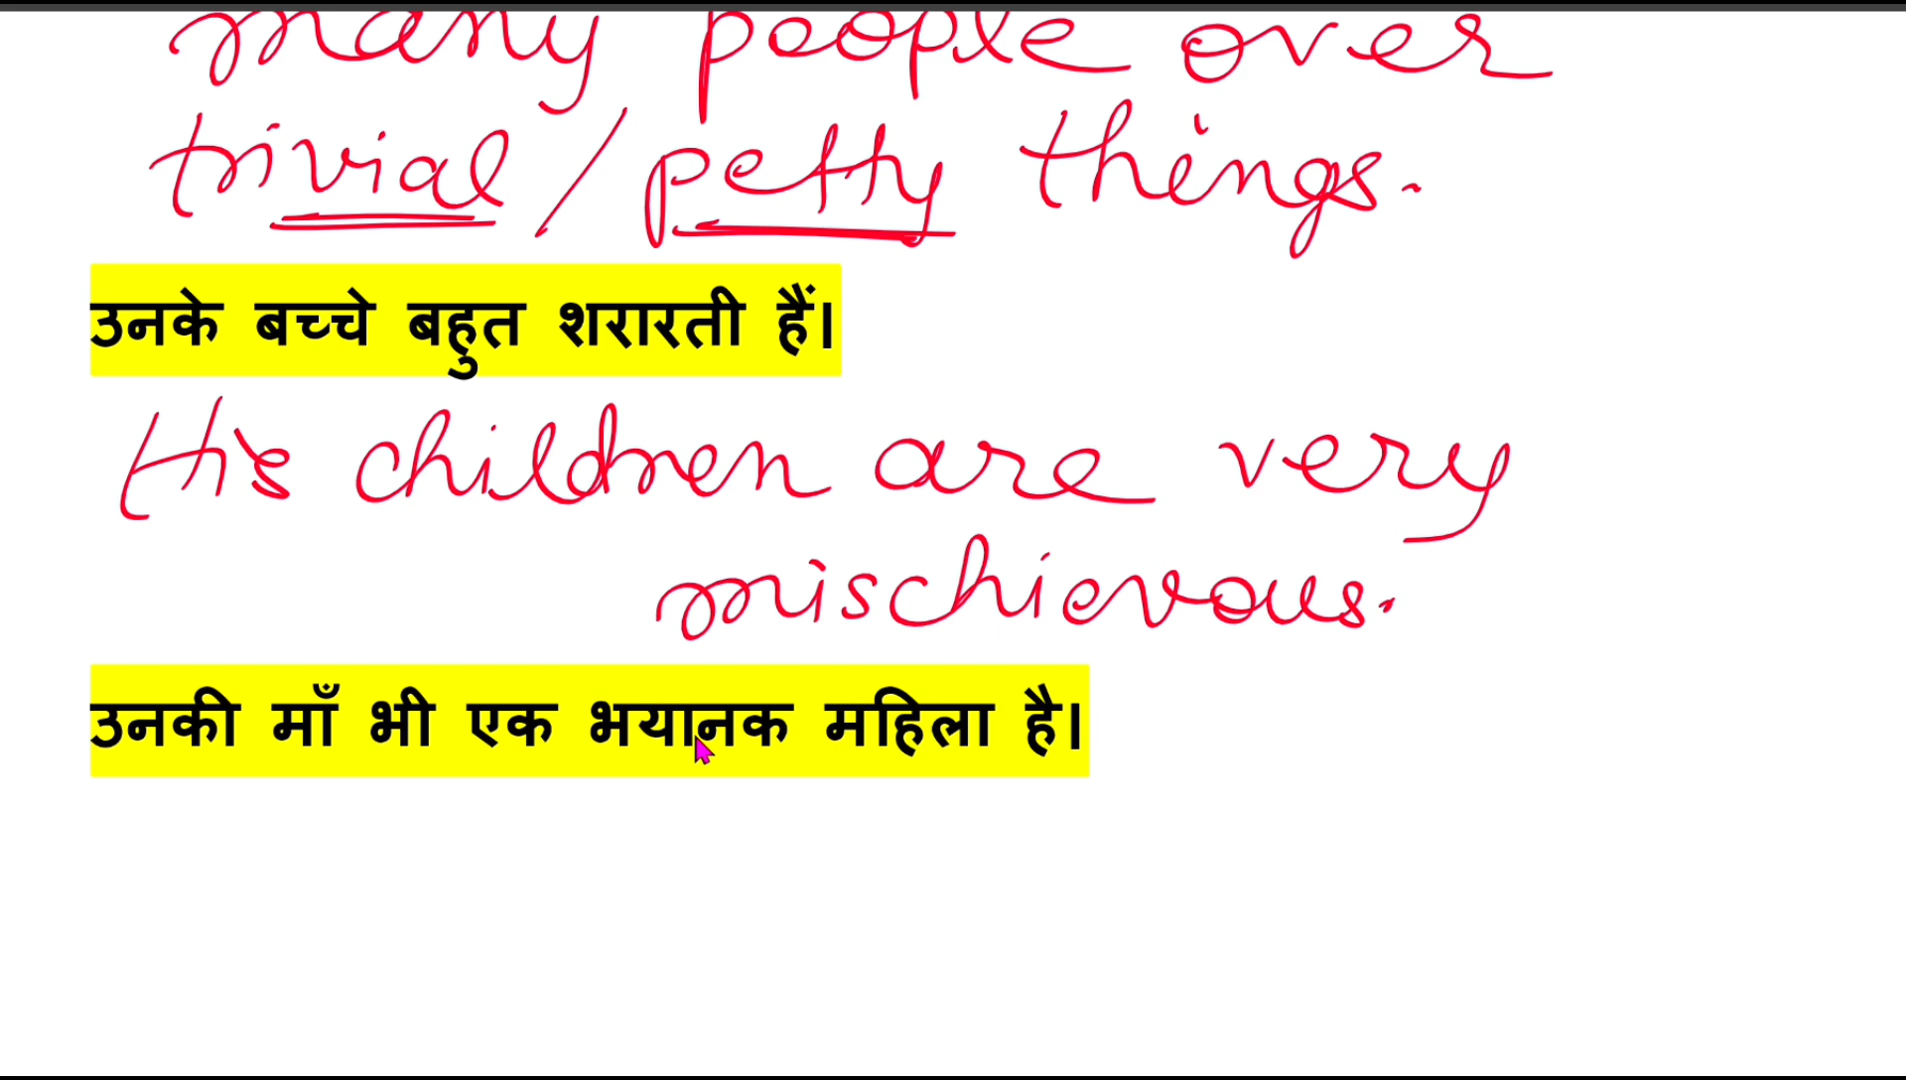 many people over
trivial / petty things.
उनके बच्चे बहुत शरारती हैं।
His children are very
mischievous.
उनकी माँ भी एक भयानक महिला है।